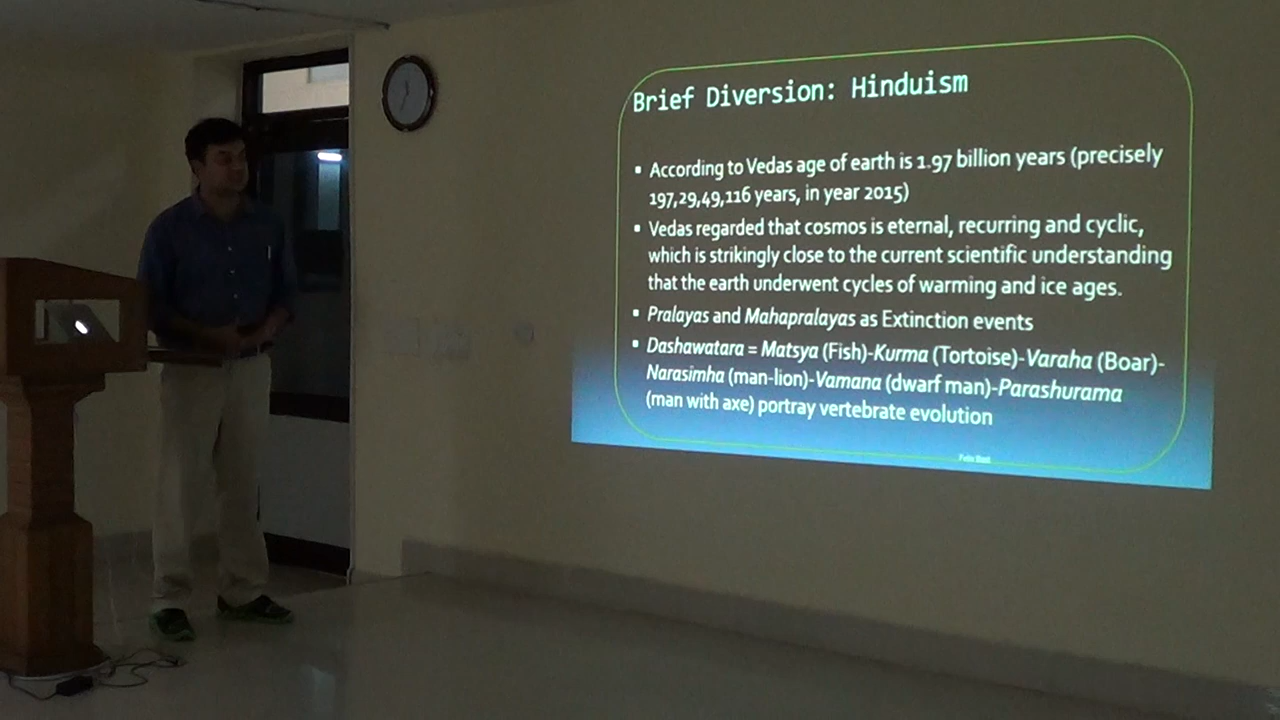 Brief Diversion: Hinduism
▪ According to Vedas age of earth is 1.97 billion years (precisely
197,29,49,116 years, in year 2015)
▪ Vedas regarded that cosmos is eternal, recurring and cyclic,
which is strikingly close to the current scientific understanding
that the earth underwent cycles of warming and ice ages.
▪ Pralayas and Mahapralayas as Extinction events
▪ Dashawatara = Matsya (Fish)-Kurma (Tortoise)-Varaha (Boar)-
Narasimha (man-lion)-Vamana (dwarf man)-Parashurama
(man with axe) portray vertebrate evolution